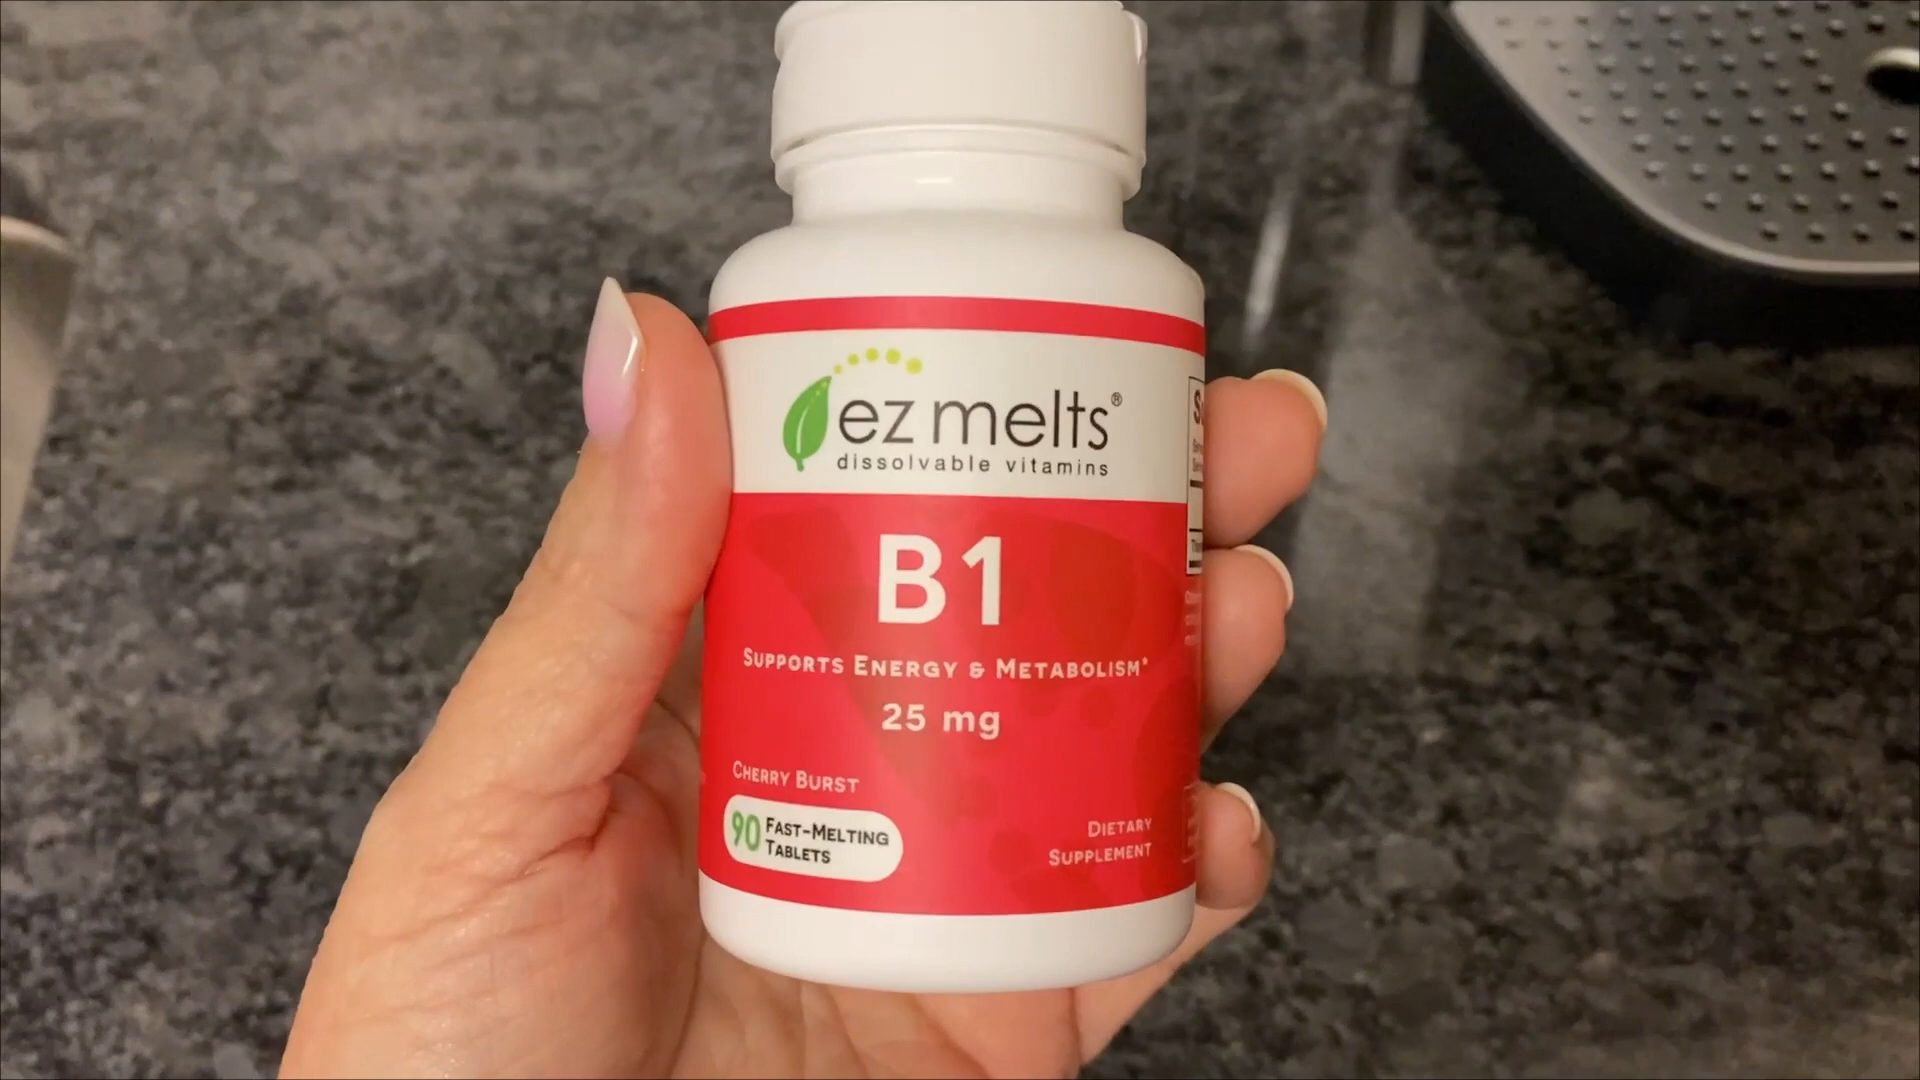 ez melts®
dissolvable vitamins
B1
SUPPORTS ENERGY & METABOLISM*
25 mg
CHERRY BURST
90 FAST-MELTING
TABLETS
DIETARY
SUPPLEMENT